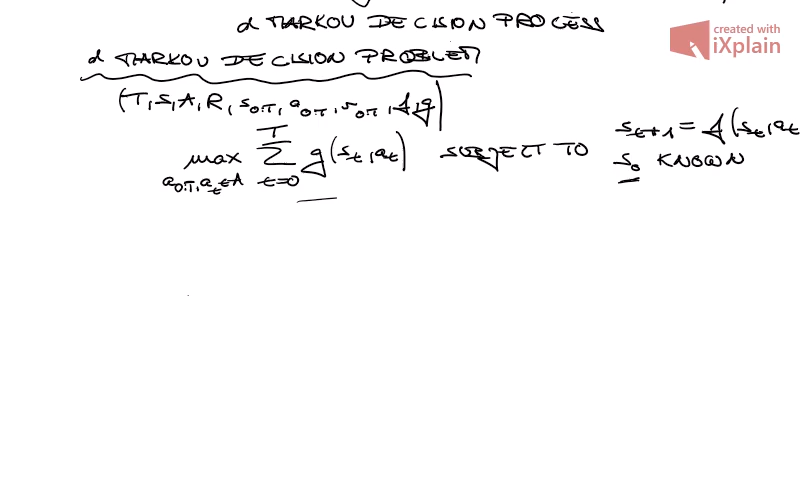 d MARKOV DECISION PROCESS
created with
iXplain
d MARKOV DECISION PROBLEM
(T, S, A, R, s₀:T, a₀:T, r₀:T, f, g)
max a₀:T, aₜ∈A T Σ t=0 g(sₜ, aₜ) SUBJECT TO sₜ₊₁ = f(sₜ, aₜ
s₀ KNOWN